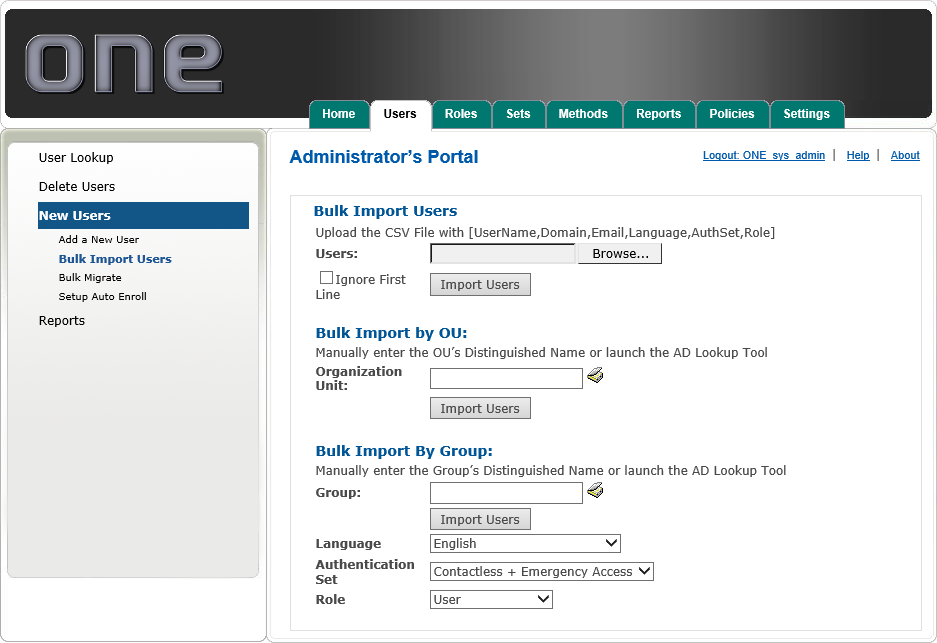 one
Home Users Roles Sets Methods Reports Policies Settings
User Lookup
Delete Users
New Users
Add a New User
Bulk Import Users
Bulk Migrate
Setup Auto Enroll
Reports
Administrator's Portal
Logout: ONE_sys_admin | Help | About
Bulk Import Users
Upload the CSV File with [UserName,Domain,Email,Language,AuthSet,Role]
Users: Browse...
Ignore First
Line
Import Users
Bulk Import by OU:
Manually enter the OU's Distinguished Name or launch the AD Lookup Tool
Organization
Unit:
Import Users
Bulk Import By Group:
Manually enter the Group's Distinguished Name or launch the AD Lookup Tool
Group:
Import Users
Language English
Authentication
Set Contactless + Emergency Access
Role User